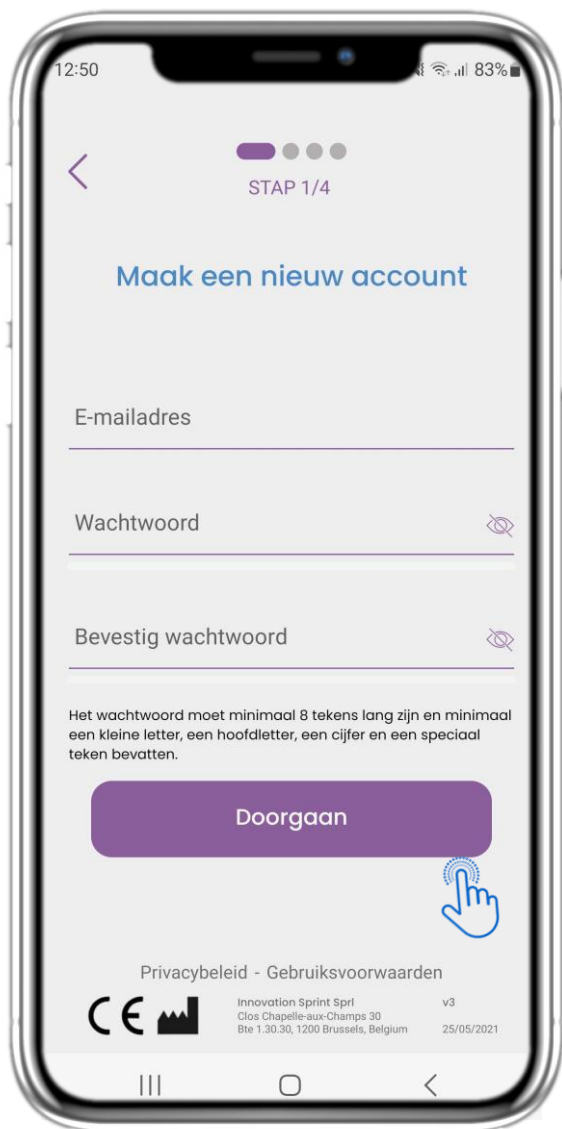 12:50
83%
STAP 1/4
Maak een nieuw account
E-mailadres
Wachtwoord
Bevestig wachtwoord
Het wachtwoord moet minimaal 8 tekens lang zijn en minimaal
een kleine letter, een hoofdletter, een cijfer en een speciaal
teken bevatten.
Doorgaan
Privacybeleid - Gebruiksvoorwaarden
CE
Innovation Sprint Sprl
v3
Clos Chapelle-aux-Champs 30
Bte 1.30.30, 1200 Brussels, Belgium
25/05/2021